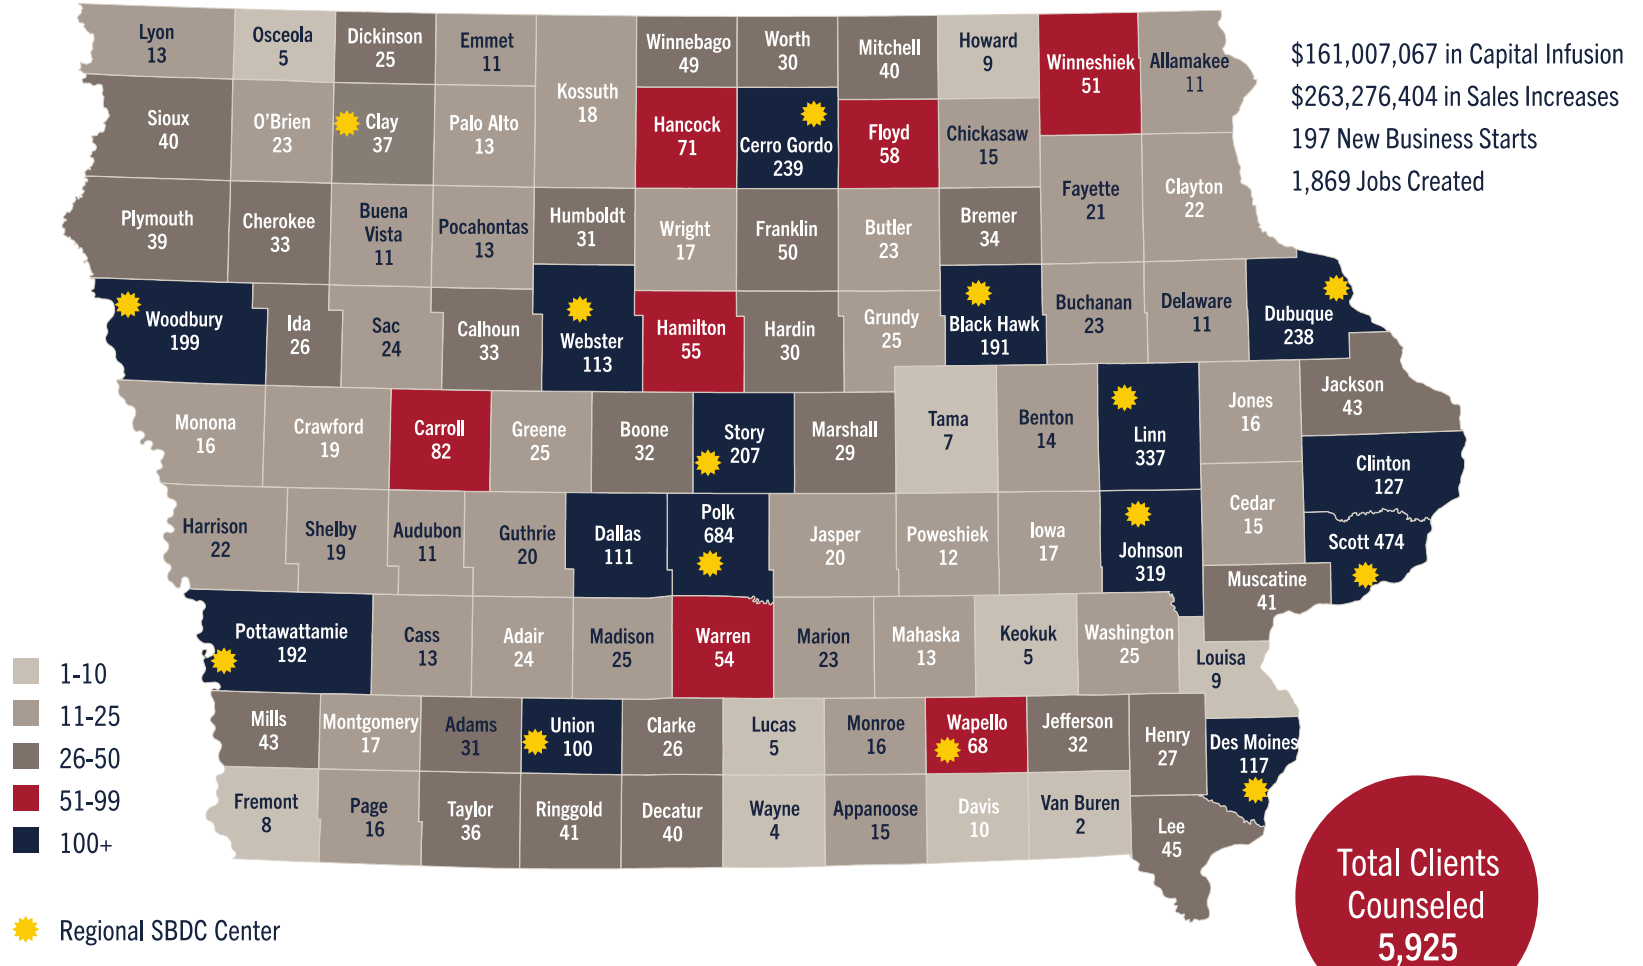 Lyon
13
Osceola
5
Dickinson
25
Emmet
11
Kossuth
18
Winnebago
49
Worth
30
Mitchell
40
Howard
9
Winneshiek
51
Allamakee
11
$161,007,067 in Capital Infusion
$263,276,404 in Sales Increases
197 New Business Starts
1,869 Jobs Created
Sioux
40
O'Brien
23
Clay
37
Palo Alto
13
Hancock
71
Cerro Gordo
239
Floyd
58
Chickasaw
15
Fayette
21
Clayton
22
Plymouth
39
Cherokee
33
Buena
Vista
11
Pocahontas
13
Humboldt
31
Wright
17
Franklin
50
Butler
23
Bremer
34
Woodbury
199
Ida
26
Sac
24
Calhoun
33
Webster
113
Hamilton
55
Hardin
30
Grundy
25
Black Hawk
191
Buchanan
23
Delaware
11
Dubuque
238
Monona
16
Crawford
19
Carroll
82
Greene
25
Boone
32
Story
207
Marshall
29
Tama
7
Benton
14
Linn
337
Jones
16
Jackson
43
Clinton
127
Harrison
22
Shelby
19
Audubon
11
Guthrie
20
Dallas
111
Polk
684
Jasper
20
Poweshiek
12
Iowa
17
Johnson
319
Cedar
15
Scott 474
Muscatine
41
Pottawattamie
192
Cass
13
Adair
24
Madison
25
Warren
54
Marion
23
Mahaska
13
Keokuk
5
Washington
25
Louisa
9
Mills
43
Montgomery
17
Adams
31
Union
100
Clarke
26
Lucas
5
Monroe
16
Wapello
68
Jefferson
32
Henry
27
Des Moines
117
Fremont
8
Page
16
Taylor
36
Ringgold
41
Decatur
40
Wayne
4
Appanoose
15
Davis
10
Van Buren
2
Lee
45
1-10
11-25
26-50
51-99
100+
Regional SBDC Center
Total Clients
Counseled
5,925